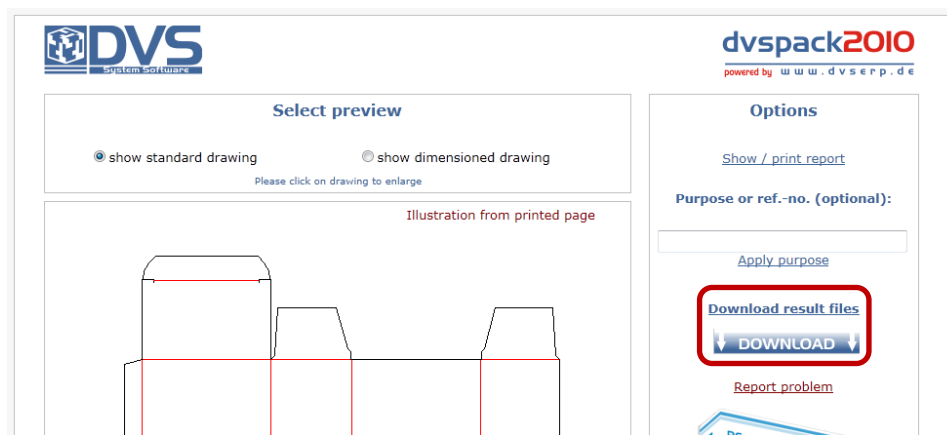 DVS
System Software
dvspack2010
powered by www.dvserp.de
Select preview
show standard drawing
show dimensioned drawing
Please click on drawing to enlarge
Illustration from printed page
Options
Show / print report
Purpose or ref.-no. (optional):
Apply purpose
Download result files
DOWNLOAD
Report problem